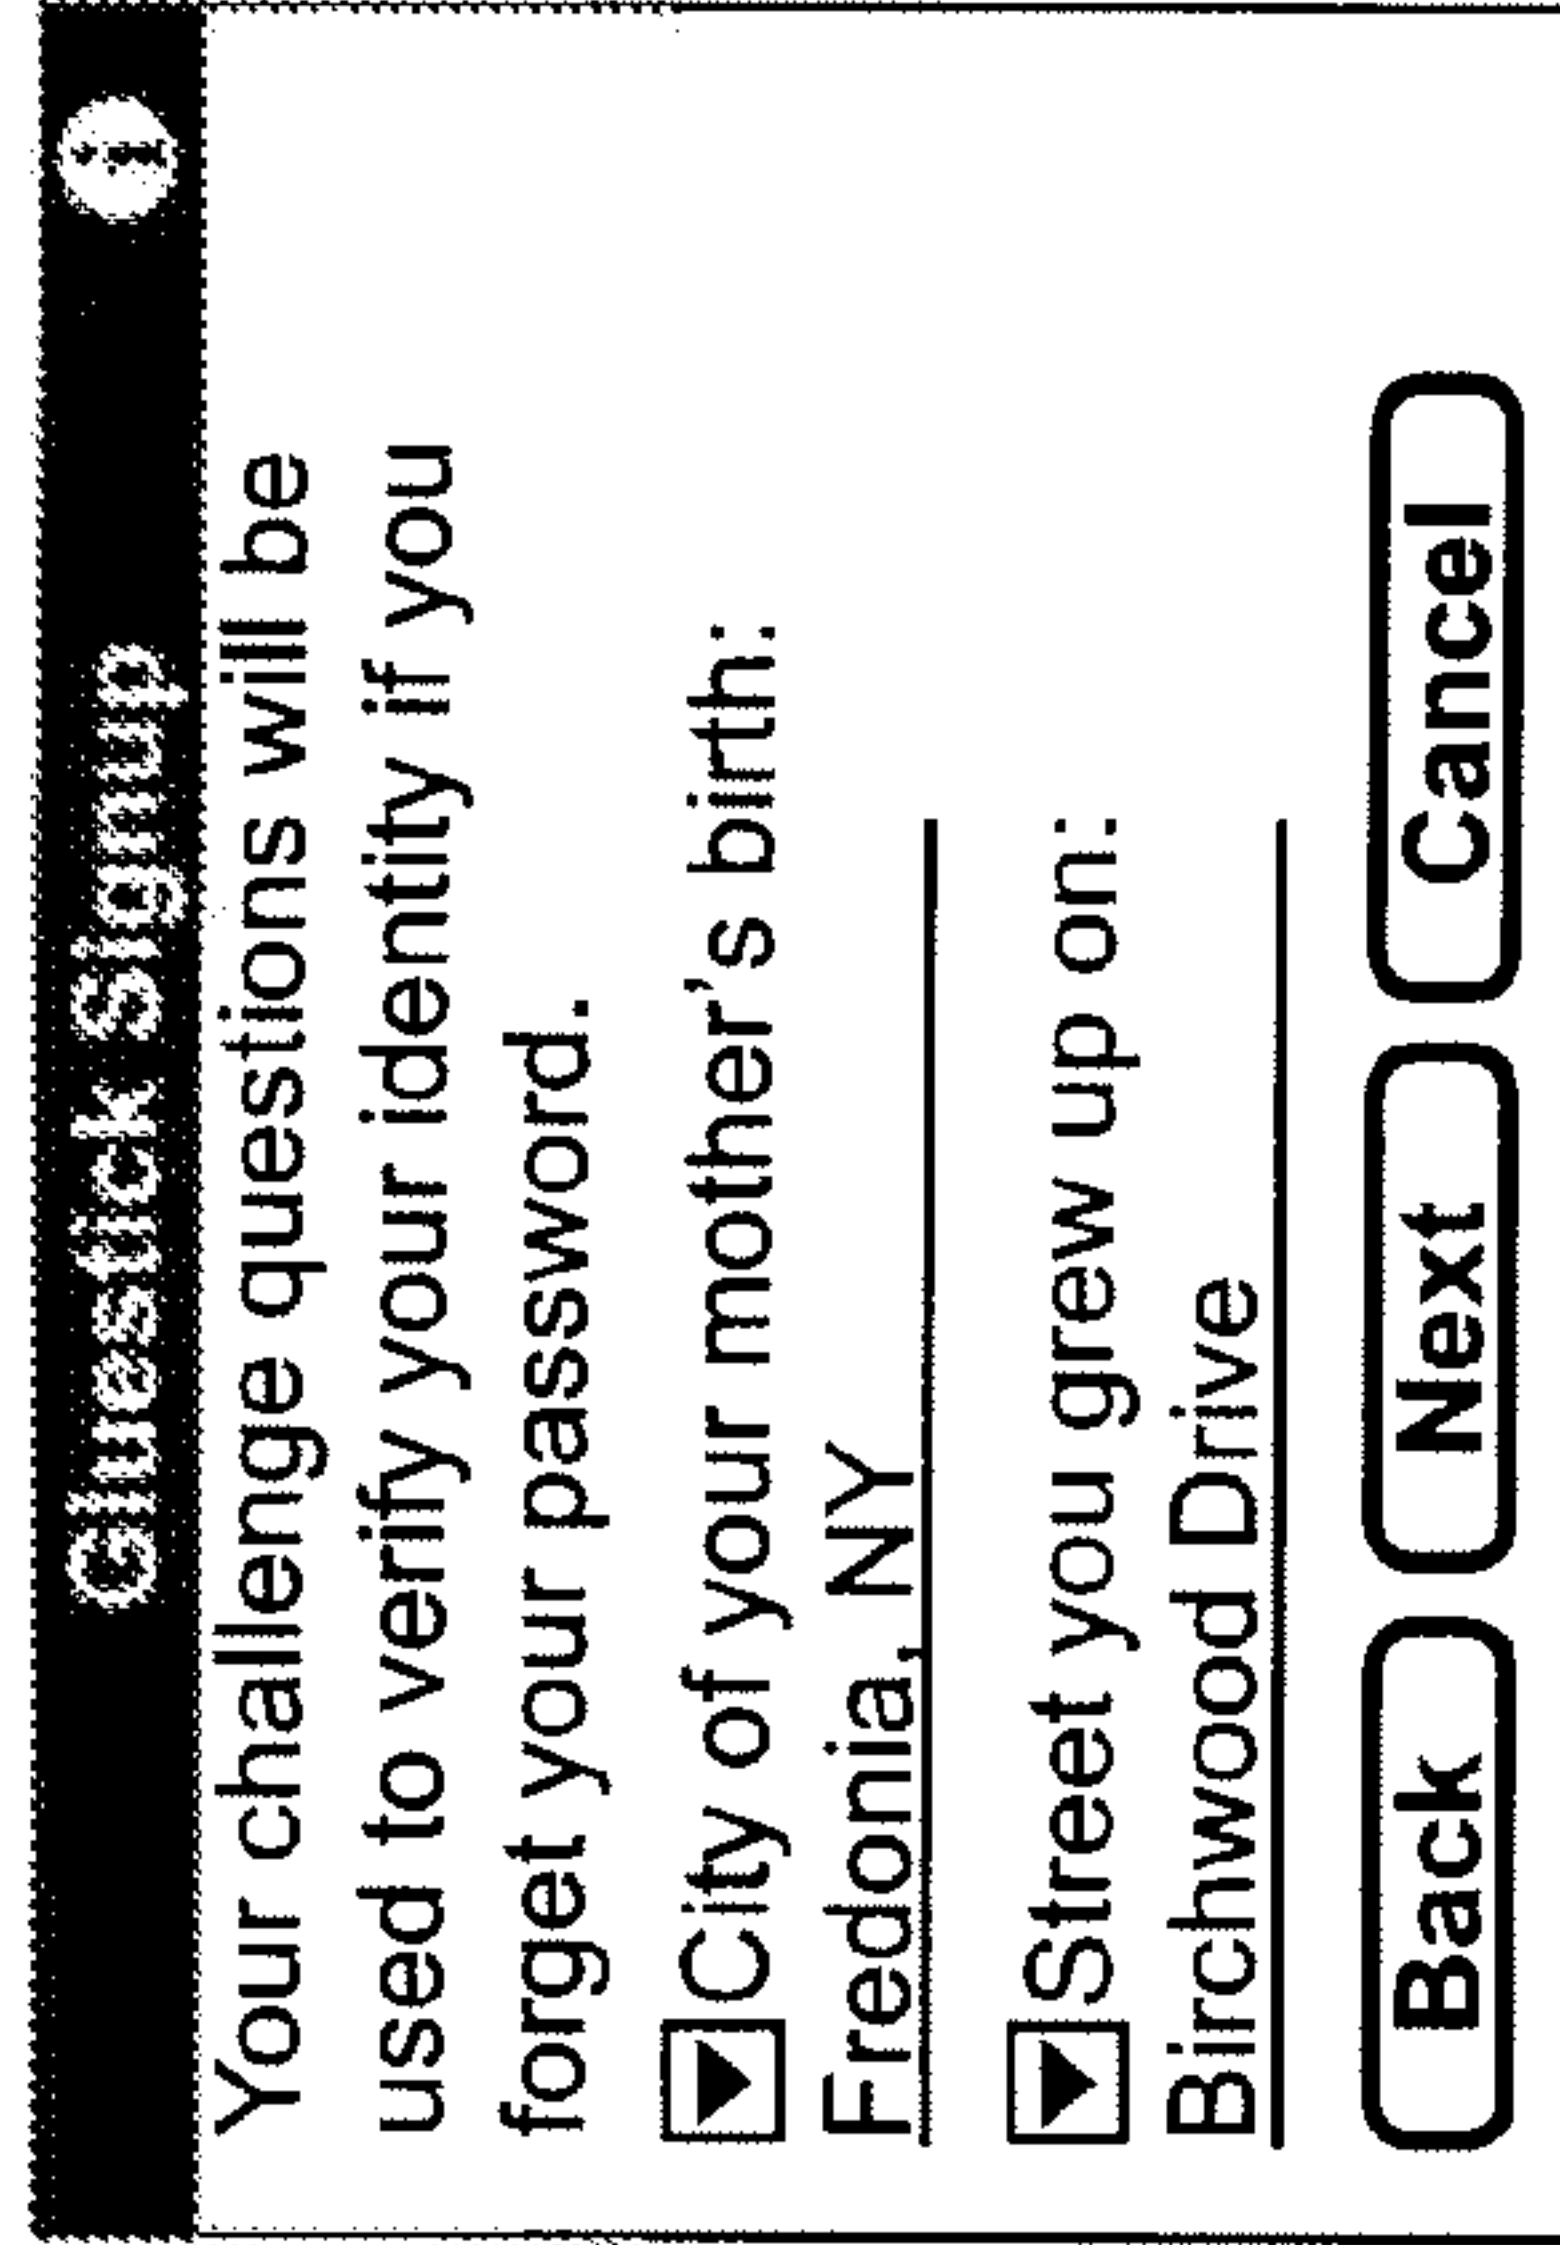 eNestick Signup
Your challenge questions will be
used to verify your identity if you
forget your password.
City of your mother's birth:
Fredonia, NY
Street you grew up on:
Birchwood Drive
Back Next Cancel